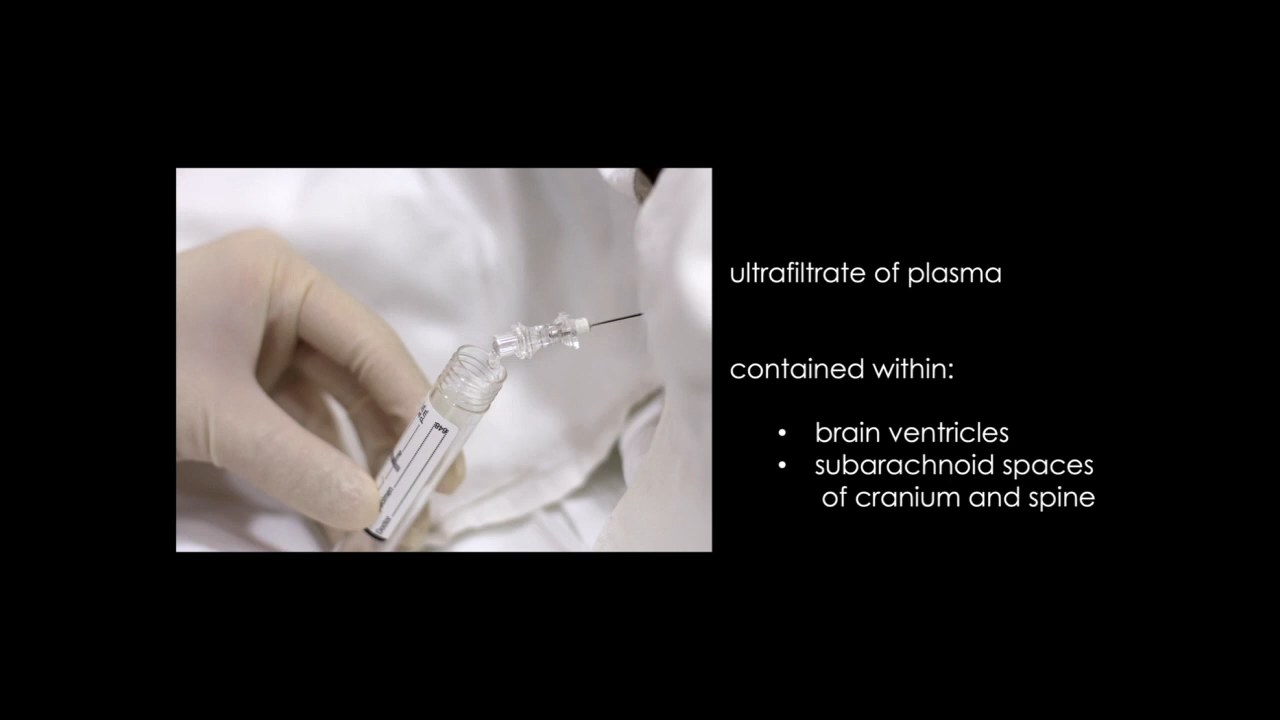 ultrafiltrate of plasma
contained within:
• brain ventricles
• subarachnoid spaces
of cranium and spine